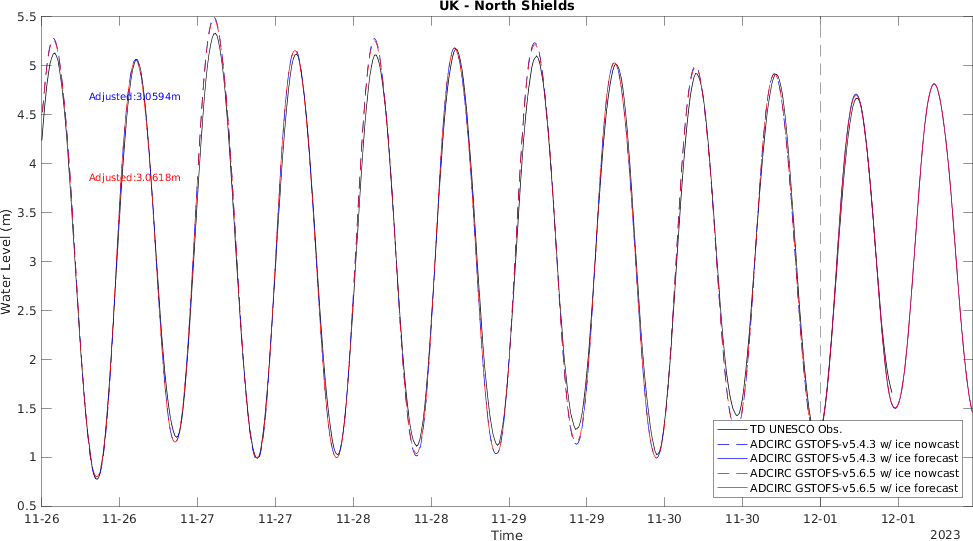 UK - North Shields
5.5
5
4.5
4
3.5
3
2.5
2
1.5
1
0.5
Water Level (m)
Adjusted:3.0594m
Adjusted:3.0618m
TD UNESCO Obs.
ADCIRC GSTOFS-v5.4.3 w/ ice nowcast
ADCIRC GSTOFS-v5.4.3 w/ ice forecast
ADCIRC GSTOFS-v5.6.5 w/ ice nowcast
ADCIRC GSTOFS-v5.6.5 w/ ice forecast
11-26 11-26 11-27 11-27 11-28 11-28 11-29 11-29 11-30 11-30 12-01 12-01
Time
2023